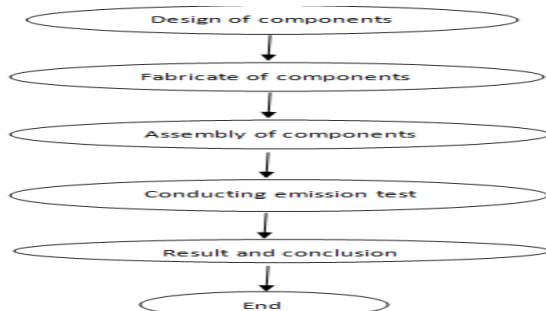 Design of components
Fabricate of components
Assembly of components
Conducting emission test
Result and conclusion
End